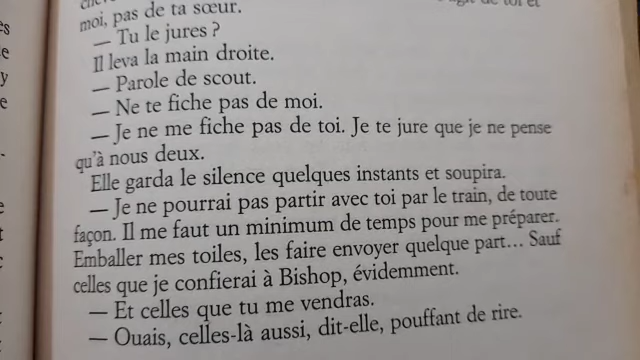 moi, pas de ta sœur.
— Tu le jures ?
Il leva la main droite.
— Parole de scout.
— Ne te fiche pas de moi.
— Je ne me fiche pas de toi. Je te jure que je ne pense
qu'à nous deux.
Elle garda le silence quelques instants et soupira.
— Je ne pourrai pas partir avec toi par le train, de toute
façon. Il me faut un minimum de temps pour me préparer.
Emballer mes toiles, les faire envoyer quelque part... Sauf
celles que je confierai à Bishop, évidemment.
— Et celles que tu me vendras.
— Ouais, celles-là aussi, dit-elle, pouffant de rire.